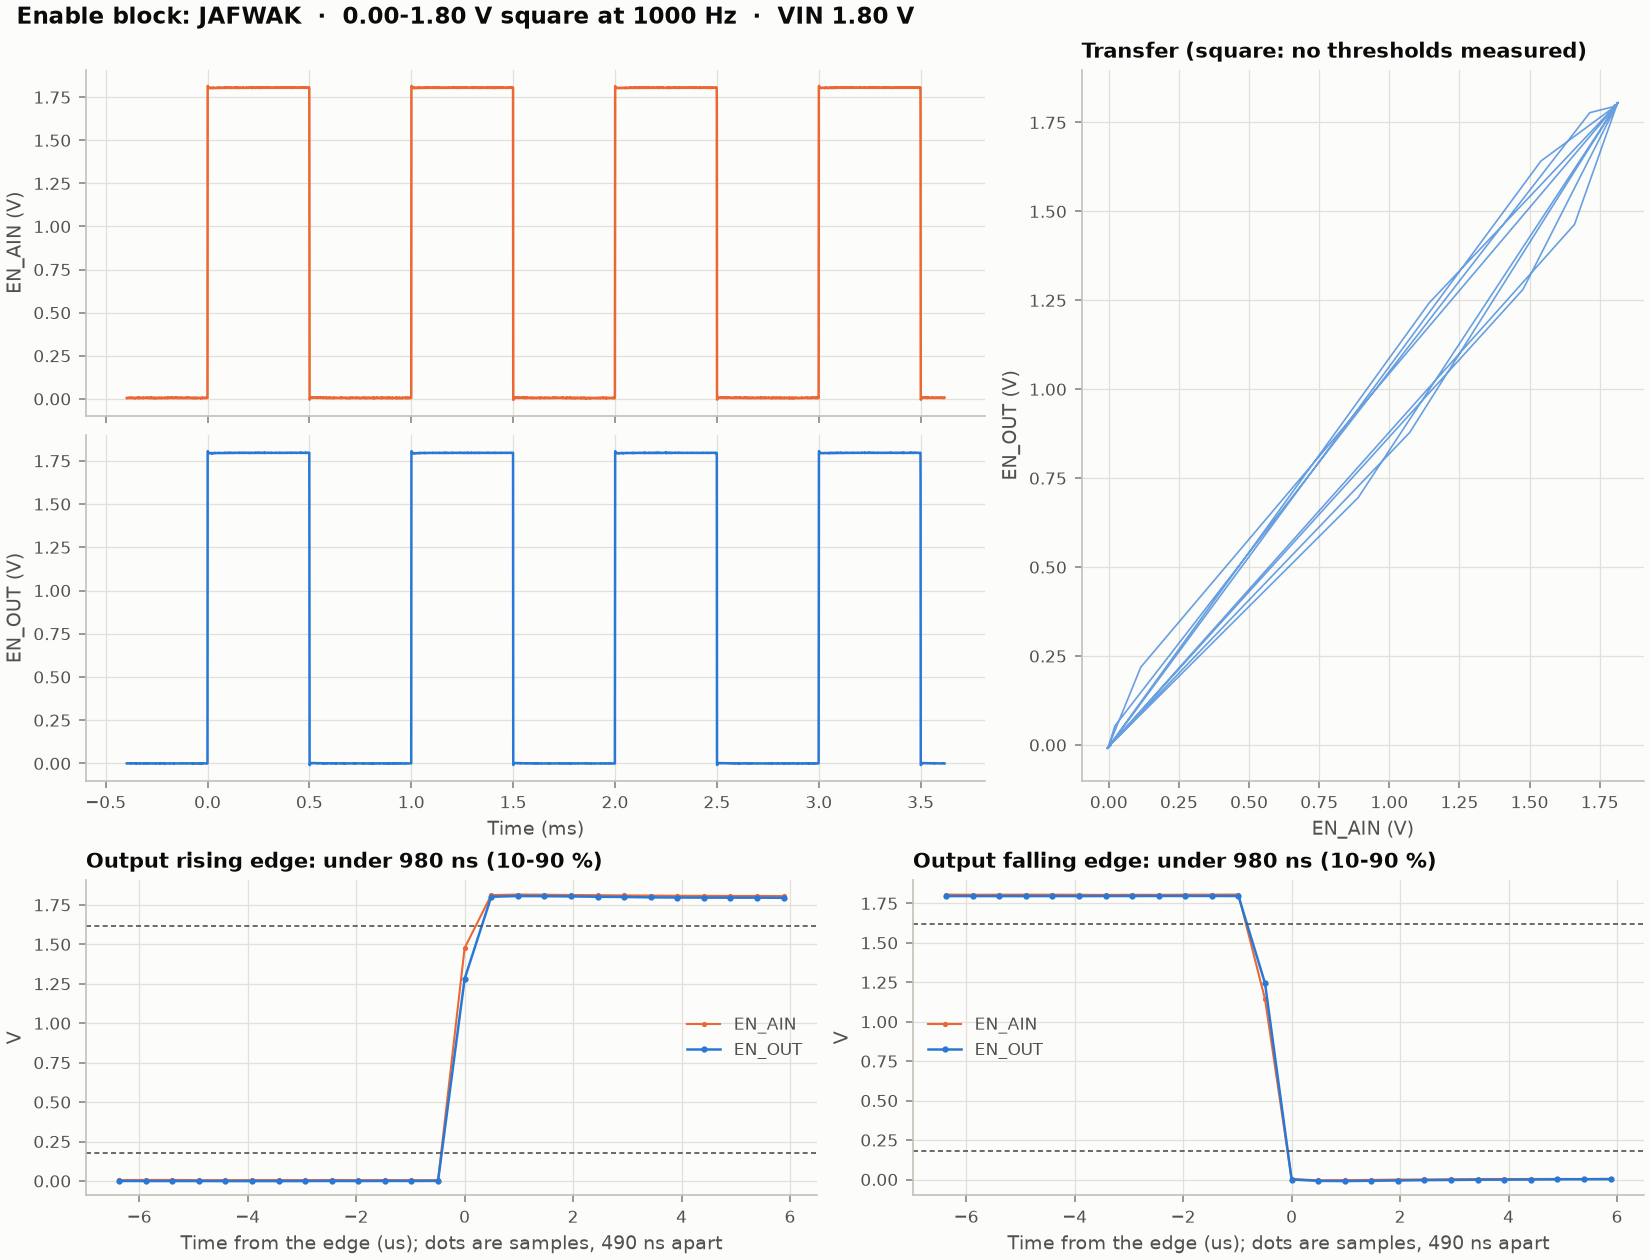 Enable block: JAFWAK  ·  0.00-1.80 V square at 1000 Hz  ·  VIN 1.80 V
EN_AIN (V)
1.75
1.50
1.25
1.00
0.75
0.50
0.25
0.00
EN_OUT (V)
1.75
1.50
1.25
1.00
0.75
0.50
0.25
0.00
−0.5 0.0 0.5 1.0 1.5 2.0 2.5 3.0 3.5
Time (ms)
Transfer (square: no thresholds measured)
EN_OUT (V)
1.75
1.50
1.25
1.00
0.75
0.50
0.25
0.00
0.00 0.25 0.50 0.75 1.00 1.25 1.50 1.75
EN_AIN (V)
Output rising edge: under 980 ns (10-90 %)
V
1.75
1.50
1.25
1.00
0.75
0.50
0.25
0.00
EN_AIN
EN_OUT
−6 −4 −2 0 2 4 6
Time from the edge (us); dots are samples, 490 ns apart
Output falling edge: under 980 ns (10-90 %)
V
1.75
1.50
1.25
1.00
0.75
0.50
0.25
0.00
EN_AIN
EN_OUT
−6 −4 −2 0 2 4 6
Time from the edge (us); dots are samples, 490 ns apart